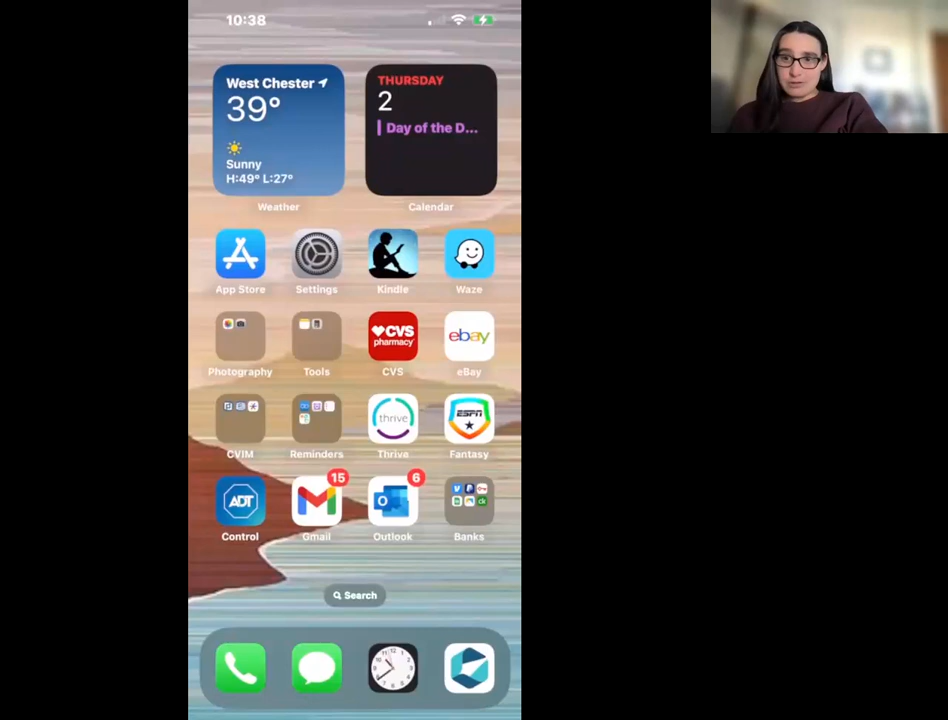 10:38
West Chester
39°
Sunny
H:49° L:27°
Weather
THURSDAY
2
Day of the D...
Calendar
App Store
Settings
Kindle
Waze
Photography
Tools
CVS pharmacy
CVS
ebay
eBay
CVIM
Reminders
thrive
Thrive
ESPN
Fantasy
ADT
Control
15
Gmail
6
Outlook
Banks
Search